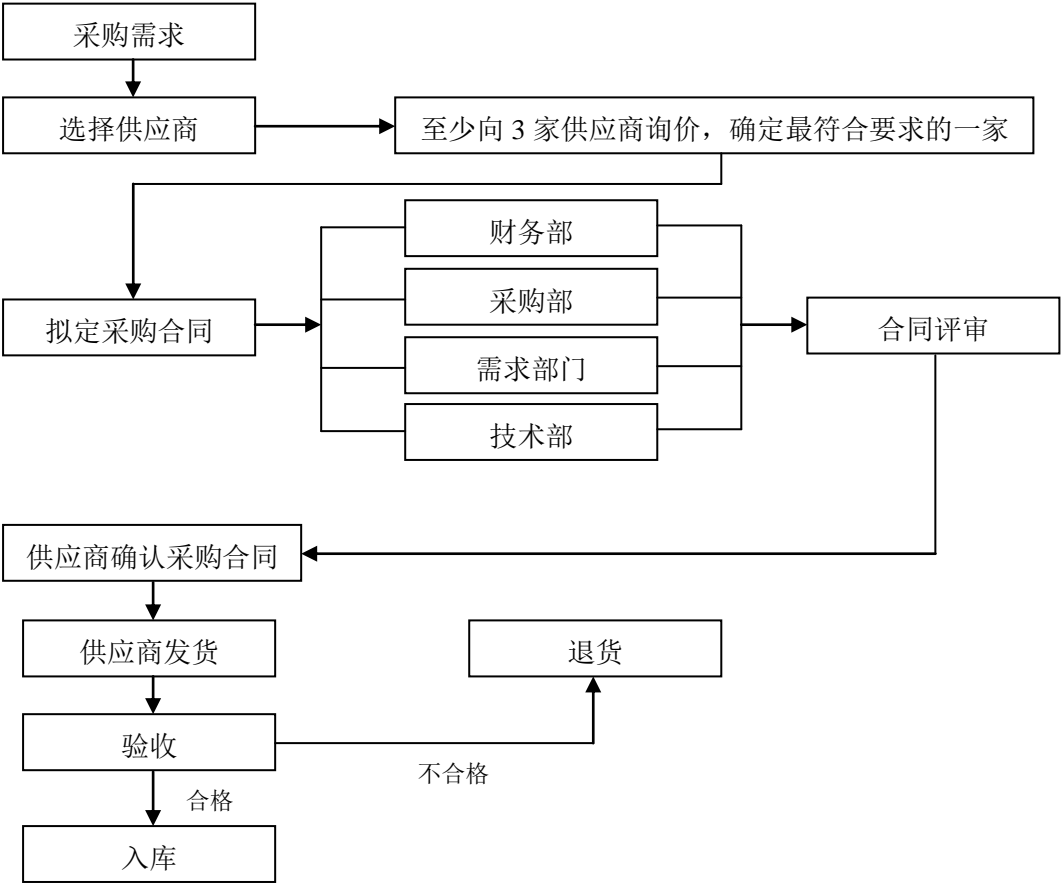 采购需求
选择供应商
至少向 3 家供应商询价，确定最符合要求的一家
财务部
采购部
拟定采购合同
合同评审
需求部门
技术部
供应商确认采购合同
供应商发货
退货
验收
不合格
合格
入库